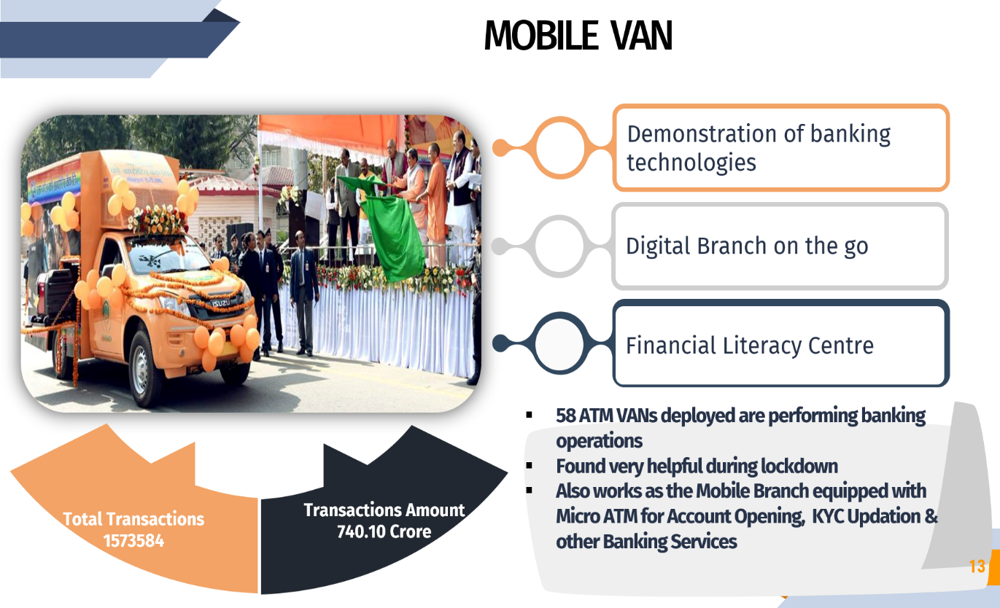 MOBILE VAN
Demonstration of banking
technologies
Digital Branch on the go
Financial Literacy Centre
ISUZU
▪ 58 ATM VANs deployed are performing banking
operations
▪ Found very helpful during lockdown
▪ Also works as the Mobile Branch equipped with
Micro ATM for Account Opening, KYC Updation &
other Banking Services
Total Transactions
1573584
Transactions Amount
740.10 Crore
13